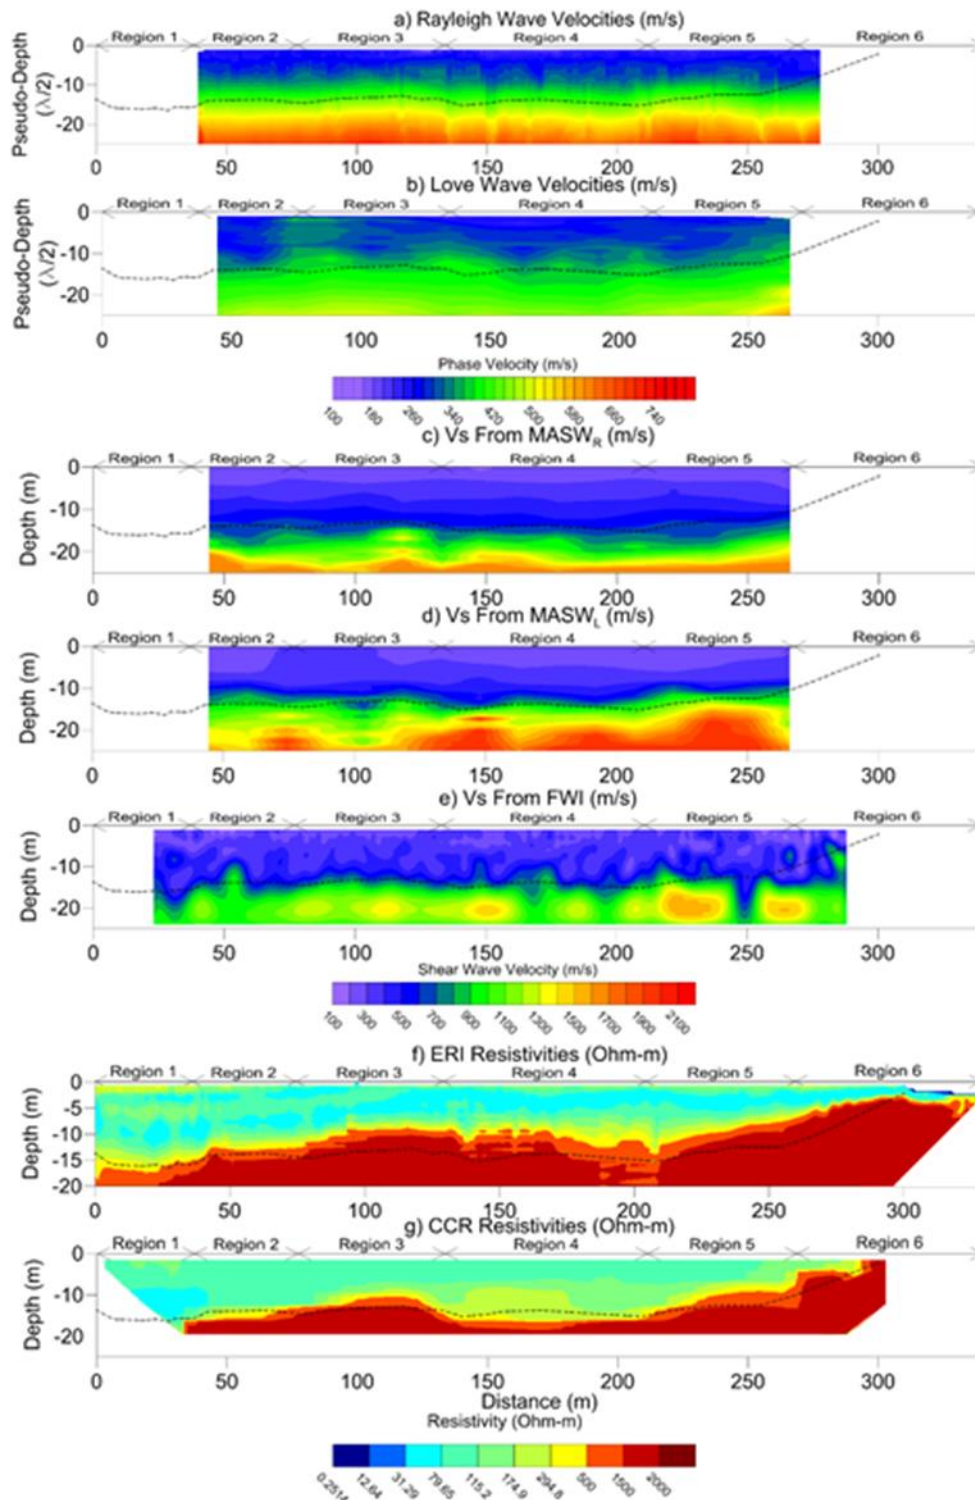 a) Rayleigh Wave Velocities (m/s)
Region 1 Region 2 Region 3 Region 4 Region 5 Region 6
Pseudo-Depth (λ/2)
0
-10
-20
0 50 100 150 200 250 300
b) Love Wave Velocities (m/s)
Region 1 Region 2 Region 3 Region 4 Region 5 Region 6
Pseudo-Depth (λ/2)
0
-10
-20
0 50 100 150 200 250 300
Phase Velocity (m/s)
100 180 260 340 420 500 580 660 740
c) Vs From MASW_R (m/s)
Region 1 Region 2 Region 3 Region 4 Region 5 Region 6
Depth (m)
0
-10
-20
0 50 100 150 200 250 300
d) Vs From MASW_L (m/s)
Region 1 Region 2 Region 3 Region 4 Region 5 Region 6
Depth (m)
0
-10
-20
0 50 100 150 200 250 300
e) Vs From FWI (m/s)
Region 1 Region 2 Region 3 Region 4 Region 5 Region 6
Depth (m)
0
-10
-20
0 50 100 150 200 250 300
Shear Wave Velocity (m/s)
100 300 500 700 900 1100 1300 1500 1700 1900 2100
f) ERI Resistivities (Ohm-m)
Region 1 Region 2 Region 3 Region 4 Region 5 Region 6
Depth (m)
0
-5
-10
-15
-20
0 50 100 150 200 250 300
g) CCR Resistivities (Ohm-m)
Region 1 Region 2 Region 3 Region 4 Region 5 Region 6
Depth (m)
0
-10
-20
0 50 100 150 200 250 300
Distance (m)
Resistivity (Ohm-m)
0.2514 12.64 31.29 79.65 115.2 174.9 294.8 500 1500 2000